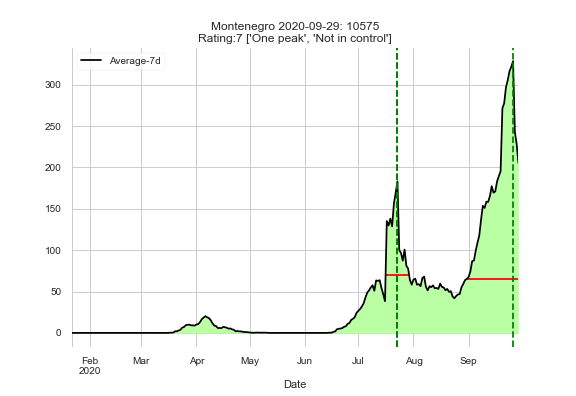 Montenegro 2020-09-29: 10575
Rating:7 ['One peak', 'Not in control']
Average-7d
300
250
200
150
100
50
0
Feb Mar Apr May Jun Jul Aug Sep
2020
Date